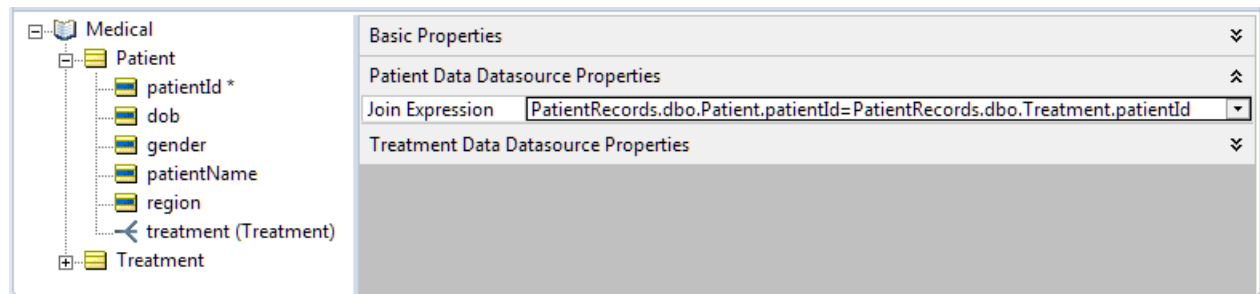 Medical
Patient
patientId *
dob
gender
patientName
region
treatment (Treatment)
Treatment
Basic Properties
Patient Data Datasource Properties
Join Expression PatientRecords.dbo.Patient.patientId=PatientRecords.dbo.Treatment.patientId
Treatment Data Datasource Properties